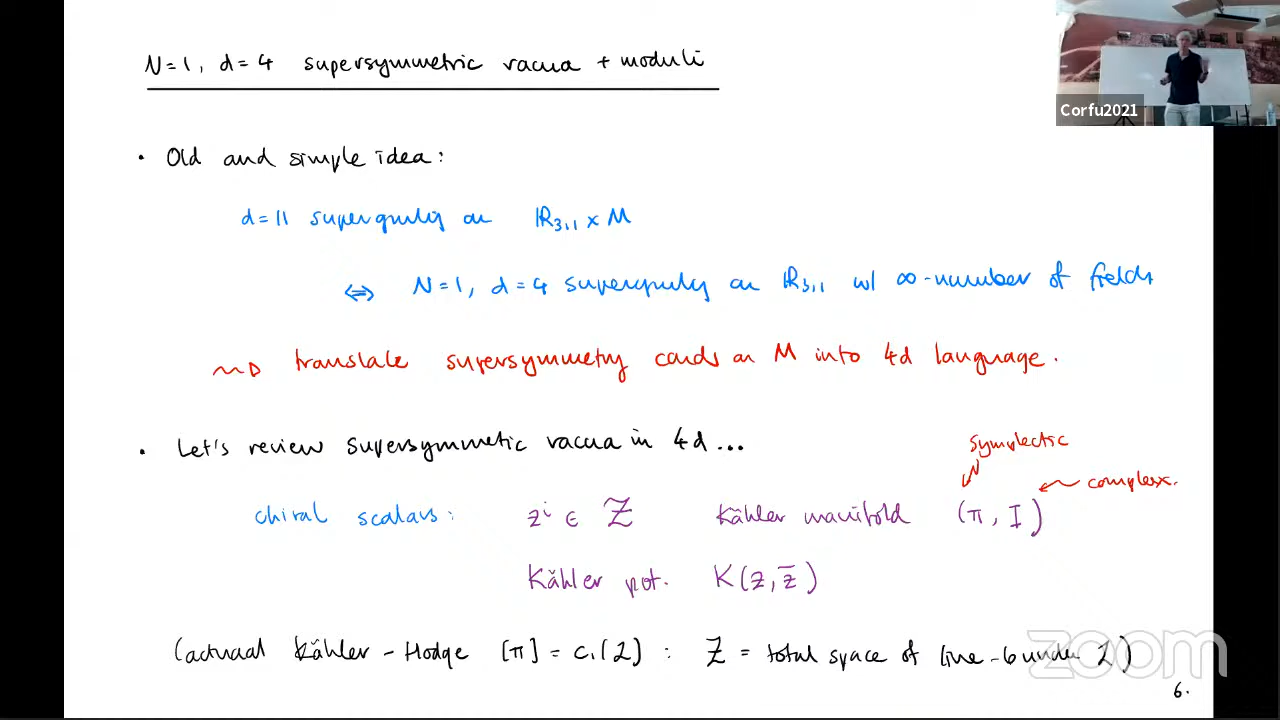 N=1, d=4 supersymmetric vacua + moduli
Corfu2021
• Old and simple idea:
d=11 supergravity on ℝ3,1 × M
⇔ N=1, d=4 supergravity on ℝ3,1 w/ ∞-number of fields
⇝ translate supersymmetry conds on M into 4d language.
• Let's review supersymmetic vacua in 4d...
symplectic
complex.
chiral scalars: zⁱ ∈ Z Kähler manifold (π, I)
Kähler pot. K(z, z̄)
(actual Kähler-Hodge [π] = c₁(L) : Z = total space of line-bundle L)
zoom
6.